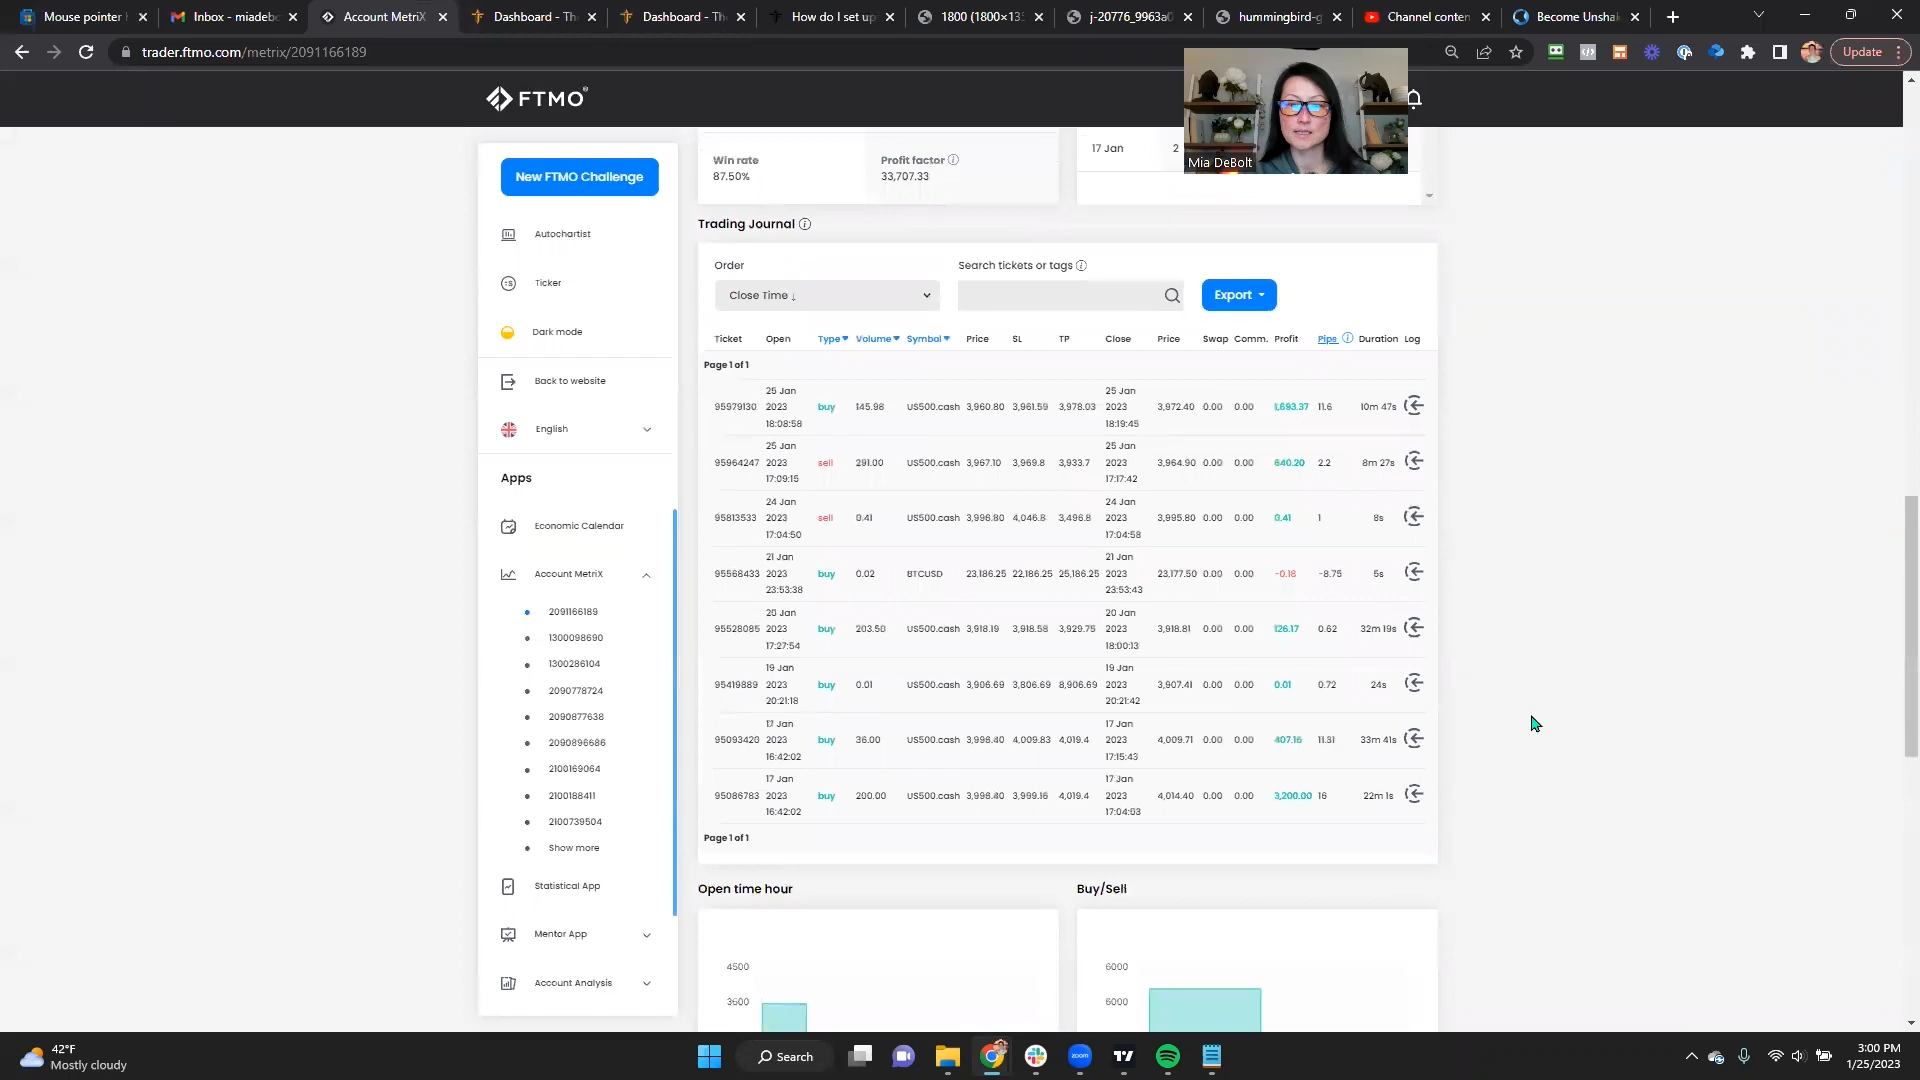 Mouse pointer
Inbox - miadeb
Account MetriX
Dashboard - The
Dashboard - The
How do I set up
1800 (1800×135
j-20776_9963a0
hummingbird-g
Channel conten
Become Unsha
trader.ftmo.com/metrix/2091166189
Update
FTMO
Mia DeBolt
New FTMO Challenge
Autochartist
Ticker
Dark mode
Back to website
English
Apps
Economic Calendar
Account MetriX
2091166189
1300098690
1300286104
2090778724
2090877638
2090896686
2100169064
2100188411
2100739504
Show more
Statistical App
Mentor App
Account Analysis
Win rate
87.50%
Profit factor
33,707.33
17 Jan 2
Trading Journal
Order
Close Time ↓
Search tickets or tags
Export
Ticket Open Type Volume Symbol Price SL TP Close Price Swap Comm. Profit Pips Duration Log
Page 1 of 1
25 Jan 25 Jan
95979130 2023 buy 145.98 US500.cash 3,960.80 3,961.59 3,978.03 2023 3,972.40 0.00 0.00 1,693.37 11.6 10m 47s
18:08:58 18:19:45
25 Jan 25 Jan
95964247 2023 sell 291.00 US500.cash 3,967.10 3,969.8 3,933.7 2023 3,964.90 0.00 0.00 640.20 2.2 8m 27s
17:09:15 17:17:42
24 Jan 24 Jan
95813533 2023 sell 0.41 US500.cash 3,996.80 4,046.8 3,496.8 2023 3,995.80 0.00 0.00 0.41 1 8s
17:04:50 17:04:58
21 Jan 21 Jan
95568433 2023 buy 0.02 BTCUSD 23,186.25 22,186.25 25,186.25 2023 23,177.50 0.00 0.00 -0.18 -8.75 5s
23:53:38 23:53:43
20 Jan 20 Jan
95528085 2023 buy 203.50 US500.cash 3,918.19 3,918.58 3,929.75 2023 3,918.81 0.00 0.00 126.17 0.62 32m 19s
17:27:54 18:00:13
19 Jan 19 Jan
95419889 2023 buy 0.01 US500.cash 3,906.69 3,806.69 8,906.69 2023 3,907.41 0.00 0.00 0.01 0.72 24s
20:21:18 20:21:42
17 Jan 17 Jan
95093420 2023 buy 36.00 US500.cash 3,998.40 4,009.83 4,019.4 2023 4,009.71 0.00 0.00 407.16 11.31 33m 41s
16:42:02 17:15:43
17 Jan 17 Jan
95086783 2023 buy 200.00 US500.cash 3,998.40 3,999.16 4,019.4 2023 4,014.40 0.00 0.00 3,200.00 16 22m 1s
16:42:02 17:04:03
Page 1 of 1
Open time hour
4500
3600
Buy/Sell
6000
6000
42°F
Mostly cloudy
Search
zoom
3:00 PM
1/25/2023